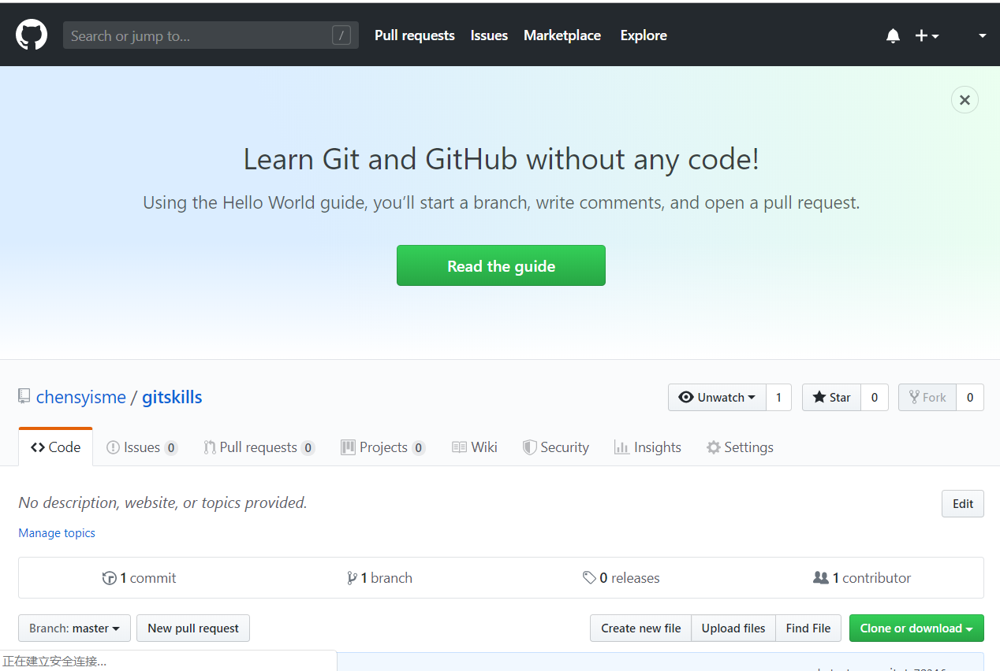 Search or jump to... /
Pull requests Issues Marketplace Explore
Learn Git and GitHub without any code!
Using the Hello World guide, you’ll start a branch, write comments, and open a pull request.
Read the guide
chensyisme / gitskills
Unwatch 1 Star 0 Fork 0
Code Issues 0 Pull requests 0 Projects 0 Wiki Security Insights Settings
No description, website, or topics provided.
Edit
Manage topics
1 commit 1 branch 0 releases 1 contributor
Branch: master New pull request Create new file Upload files Find File Clone or download
正在建立安全连接...